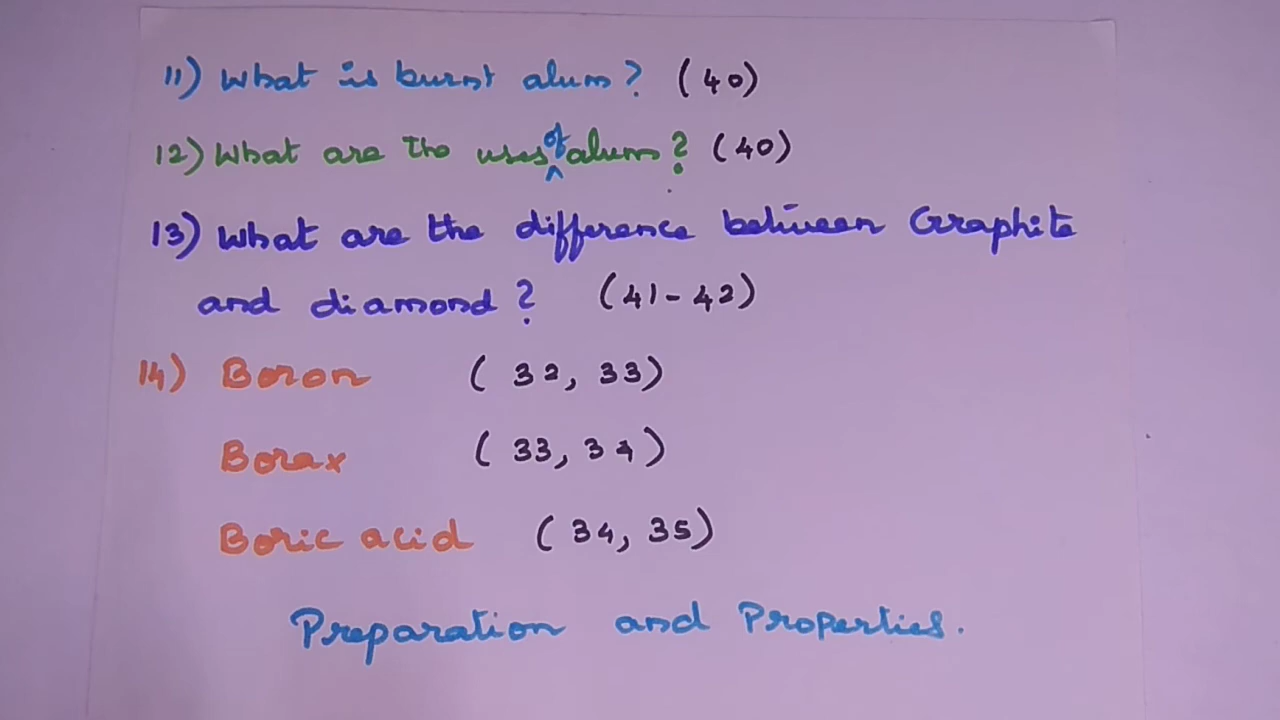 11) What is burnt alum? (40)
12) What are the uses of alum? (40)
13) What are the difference between Graphite
and diamond? (41-42)
14) Boron (32, 33)
Borax (33, 34)
Boric acid (34, 35)
Preparation and Properties.